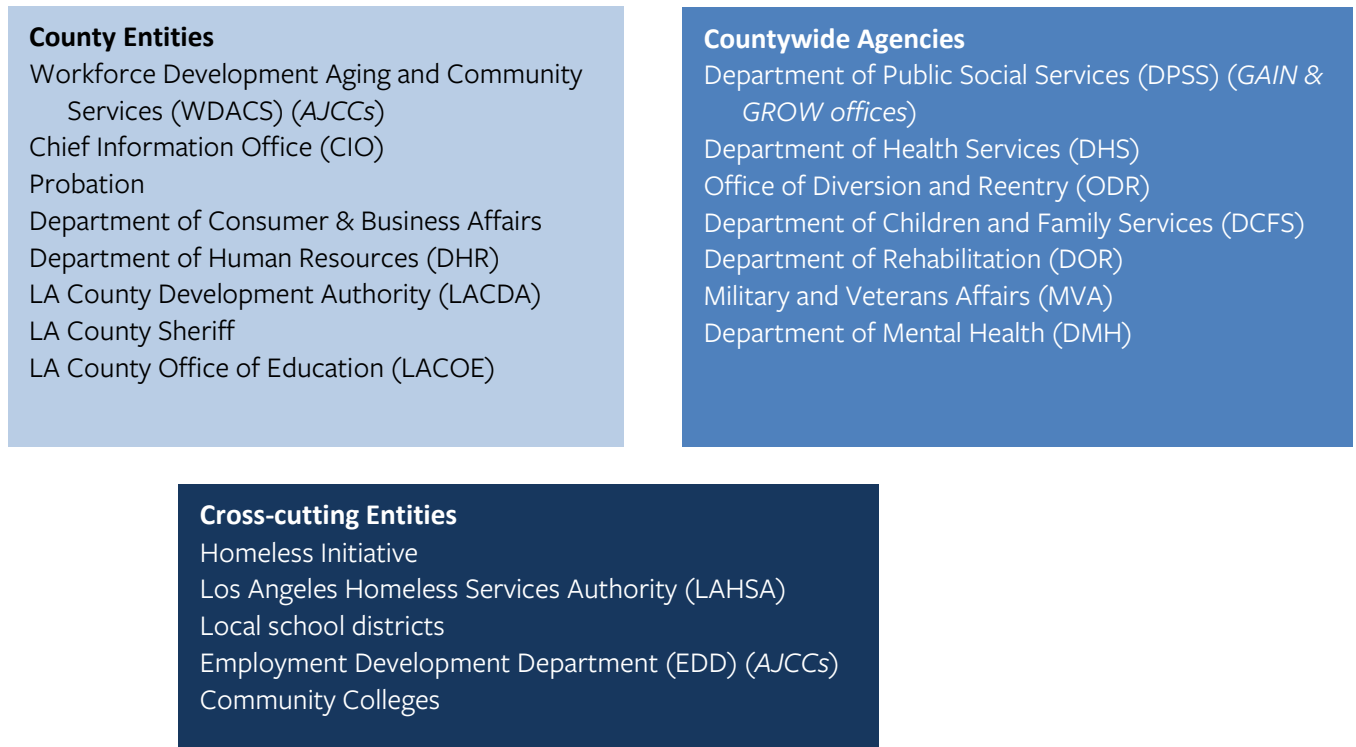 County Entities
Workforce Development Aging and Community
Services (WDACS) (AJCCs)
Chief Information Office (CIO)
Probation
Department of Consumer & Business Affairs
Department of Human Resources (DHR)
LA County Development Authority (LACDA)
LA County Sheriff
LA County Office of Education (LACOE)
Countywide Agencies
Department of Public Social Services (DPSS) (GAIN &
GROW offices)
Department of Health Services (DHS)
Office of Diversion and Reentry (ODR)
Department of Children and Family Services (DCFS)
Department of Rehabilitation (DOR)
Military and Veterans Affairs (MVA)
Department of Mental Health (DMH)
Cross-cutting Entities
Homeless Initiative
Los Angeles Homeless Services Authority (LAHSA)
Local school districts
Employment Development Department (EDD) (AJCCs)
Community Colleges